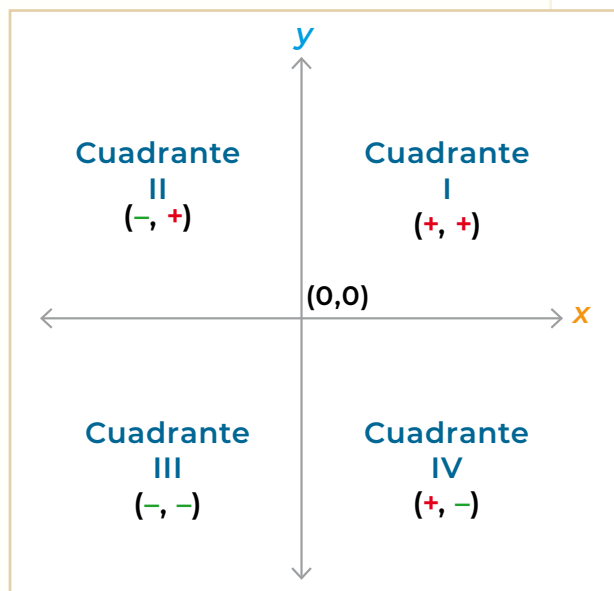 y
Cuadrante
II
(–, +)
Cuadrante
I
(+, +)
(0,0)
x
Cuadrante
III
(–, –)
Cuadrante
IV
(+, –)